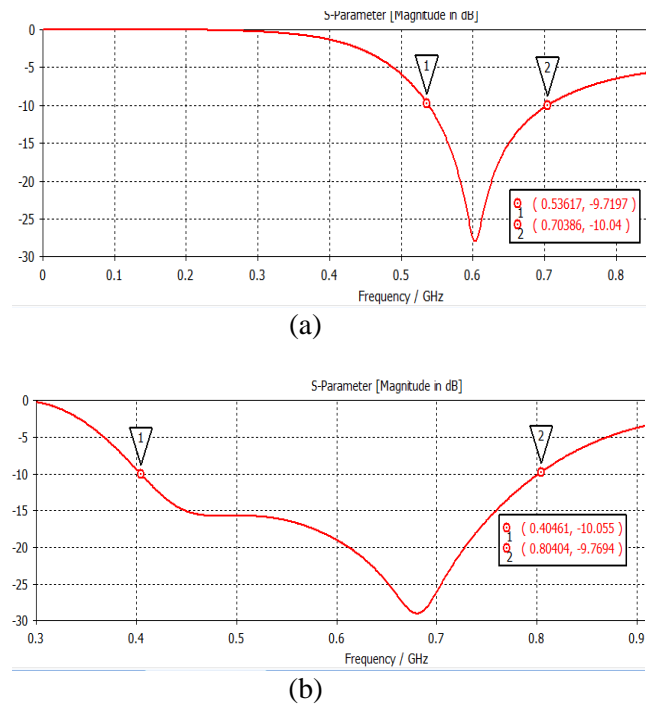 S-Parameter [Magnitude in dB]
0
-5
-10
-15
-20
-25
-30
1
2
1 ( 0.53617, -9.7197 )
2 ( 0.70386, -10.04 )
0 0.1 0.2 0.3 0.4 0.5 0.6 0.7 0.8
Frequency / GHz
(a)
S-Parameter [Magnitude in dB]
0
-5
-10
-15
-20
-25
-30
1
2
1 ( 0.40461, -10.055 )
2 ( 0.80404, -9.7694 )
0.3 0.4 0.5 0.6 0.7 0.8 0.9
Frequency / GHz
(b)